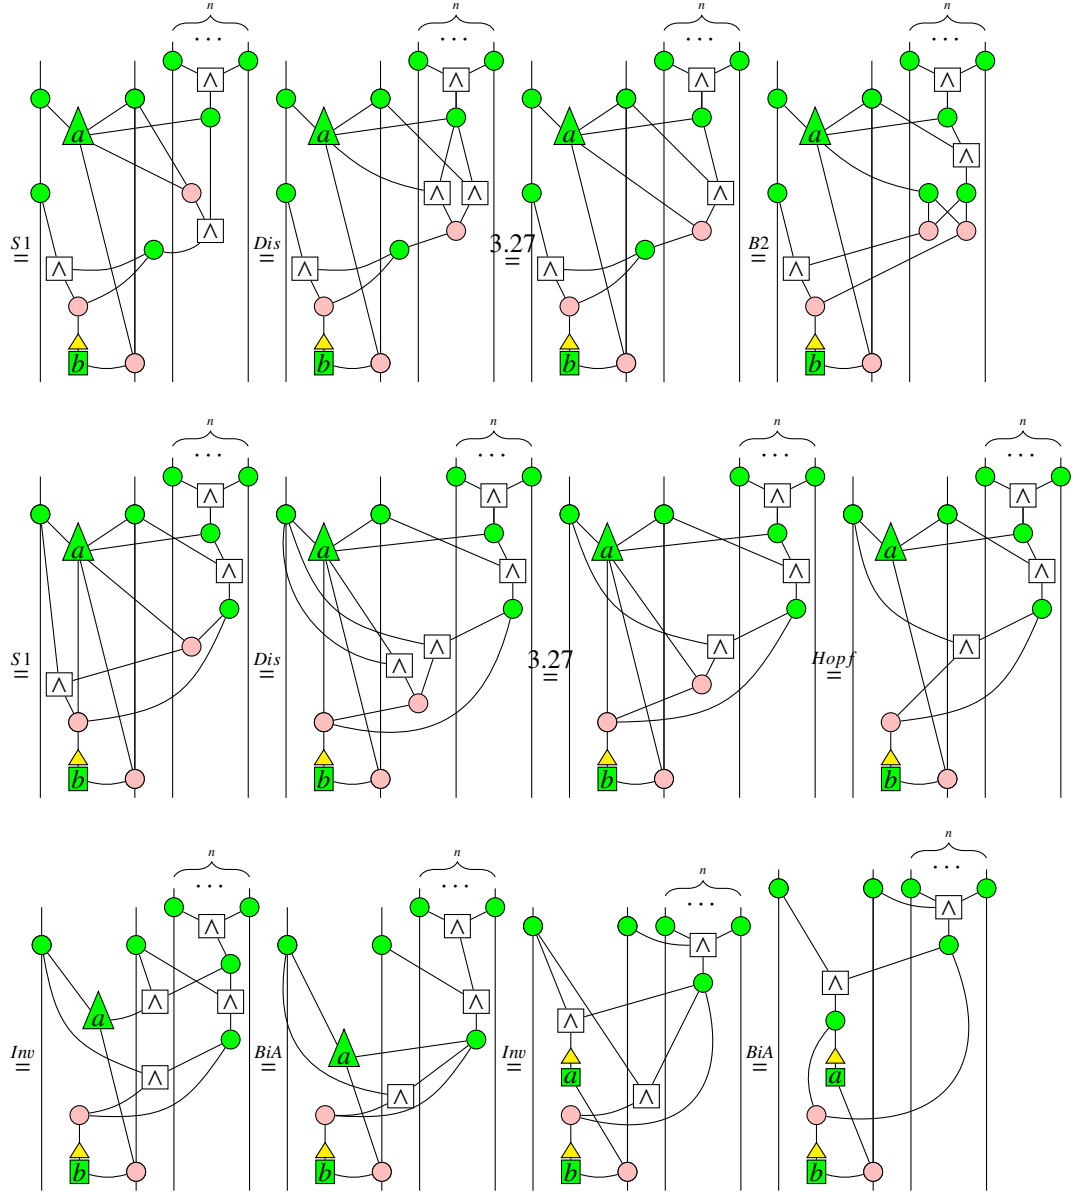 n n n n
... ... ... ...
∧ ∧ ∧ ∧
a a a a
∧
∧ ∧ ∧
∧
S1 = Dis = 3.27 = B2 =
∧ ∧ ∧ ∧
b b b b
n n n n
... ... ... ...
∧ ∧ ∧ ∧
a a a a
∧ ∧ ∧ ∧
∧ ∧ ∧
S1 = Dis = 3.27 = Hopf =
∧ ∧
b b b b
n n n n
... ... ... ...
∧ ∧ ∧ ∧
∧
∧ ∧ ∧
a ∧
a
Inv = BiA = Inv = BiA =
∧ a a
∧ ∧
b b b b